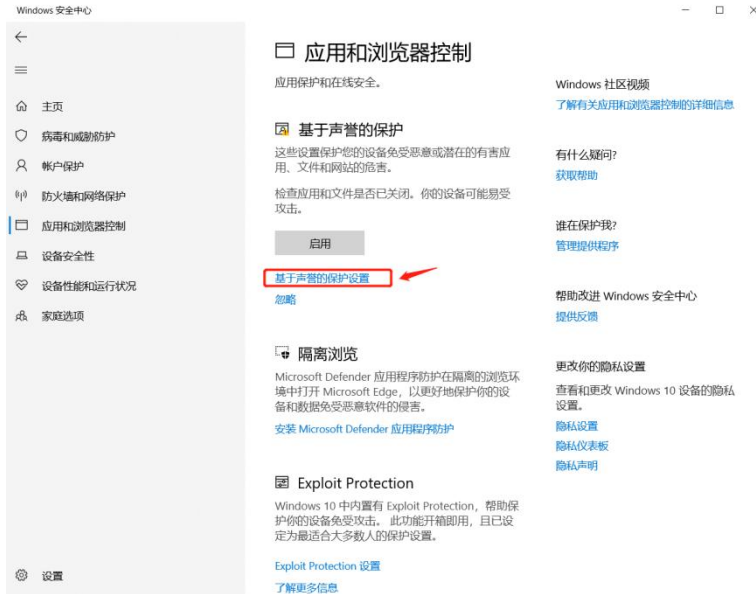 Windows 安全中心
主页
病毒和威胁防护
帐户保护
防火墙和网络保护
应用和浏览器控制
设备安全性
设备性能和运行状况
家庭选项
设置
应用和浏览器控制
应用保护和在线安全。
基于声誉的保护
这些设置保护您的设备免受恶意或潜在的有害应
用、文件和网站的危害。
检查应用和文件是否已关闭。你的设备可能易受
攻击。
启用
基于声誉的保护设置
忽略
隔离浏览
Microsoft Defender 应用程序防护在隔离的浏览环
境中打开 Microsoft Edge，以更好地保护你的设
备和数据免受恶意软件的侵害。
安装 Microsoft Defender 应用程序防护
Exploit Protection
Windows 10 中内置有 Exploit Protection，帮助保
护你的设备免受攻击。 此功能开箱即用，且已设
定为最适合大多数人的保护设置。
Exploit Protection 设置
了解更多信息
Windows 社区视频
了解有关应用和浏览器控制的详细信息
有什么疑问?
获取帮助
谁在保护我?
管理提供程序
帮助改进 Windows 安全中心
提供反馈
更改你的隐私设置
查看和更改 Windows 10 设备的隐私
设置。
隐私设置
隐私仪表板
隐私声明